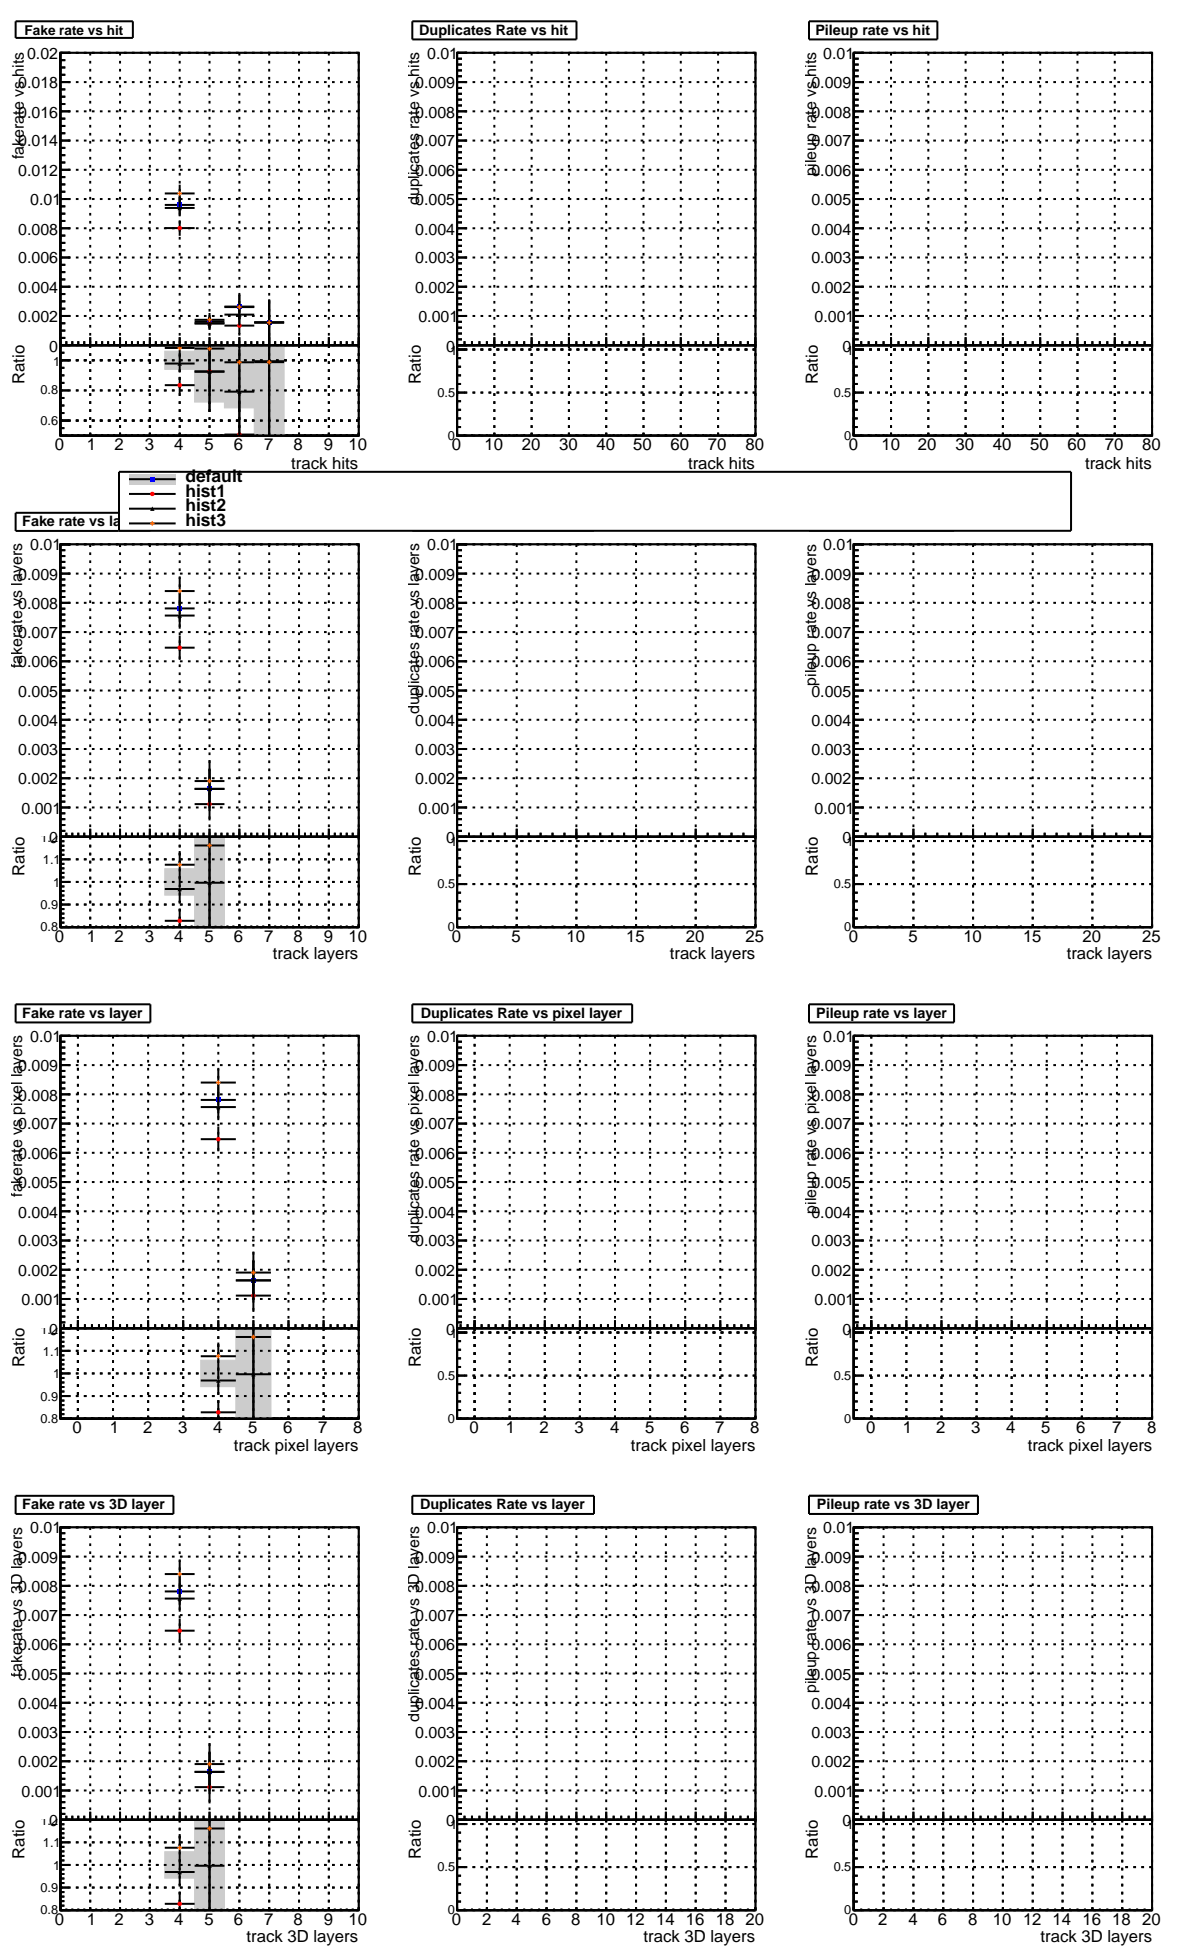 Fake rate vs hit
Duplicates Rate vs hit
Pileup rate vs hit
fakerate vs hits
0.02
0.018
0.016
0.014
0.012
0.01
0.008
0.006
0.004
0.002
0
Ratio
1
0.8
0.6
0 1 2 3 4 5 6 7 8 9 10
track hits
duplicates rate vs hits
0.01
0.009
0.008
0.007
0.006
0.005
0.004
0.003
0.002
0.001
0
Ratio
1
0.5
0
0 10 20 30 40 50 60 70 80
track hits
pileup rate vs hits
0.01
0.009
0.008
0.007
0.006
0.005
0.004
0.003
0.002
0.001
0
Ratio
1
0.5
0
0 10 20 30 40 50 60 70 80
track hits
default
hist1
hist2
hist3
Fake rate vs la
fakerate vs layers
0.01
0.009
0.008
0.007
0.006
0.005
0.004
0.003
0.002
0.001
0
Ratio
1.1
1
0.9
0.8
0 1 2 3 4 5 6 7 8 9 10
track layers
duplicates rate vs layers
0.01
0.009
0.008
0.007
0.006
0.005
0.004
0.003
0.002
0.001
0
Ratio
1
0.5
0
0 5 10 15 20 25
track layers
pileup rate vs layers
0.01
0.009
0.008
0.007
0.006
0.005
0.004
0.003
0.002
0.001
0
Ratio
1
0.5
0
0 5 10 15 20 25
track layers
Fake rate vs layer
Duplicates Rate vs pixel layer
Pileup rate vs layer
fakerate vs pixel layers
0.01
0.009
0.008
0.007
0.006
0.005
0.004
0.003
0.002
0.001
0
Ratio
1.1
1
0.9
0.8
0 1 2 3 4 5 6 7 8
track pixel layers
duplicates rate vs pixel layers
0.01
0.009
0.008
0.007
0.006
0.005
0.004
0.003
0.002
0.001
0
Ratio
1
0.5
0
0 1 2 3 4 5 6 7 8
track pixel layers
pileup rate vs pixel layers
0.01
0.009
0.008
0.007
0.006
0.005
0.004
0.003
0.002
0.001
0
Ratio
1
0.5
0
0 1 2 3 4 5 6 7 8
track pixel layers
Fake rate vs 3D layer
Duplicates Rate vs layer
Pileup rate vs 3D layer
fakerate vs 3D layers
0.01
0.009
0.008
0.007
0.006
0.005
0.004
0.003
0.002
0.001
0
Ratio
1.1
1
0.9
0.8
0 1 2 3 4 5 6 7 8 9 10
track 3D layers
duplicates rate vs 3D layers
0.01
0.009
0.008
0.007
0.006
0.005
0.004
0.003
0.002
0.001
0
Ratio
1
0.5
0
0 2 4 6 8 10 12 14 16 18 20
track 3D layers
pileup rate vs 3D layers
0.01
0.009
0.008
0.007
0.006
0.005
0.004
0.003
0.002
0.001
0
Ratio
1
0.5
0
0 2 4 6 8 10 12 14 16 18 20
track 3D layers